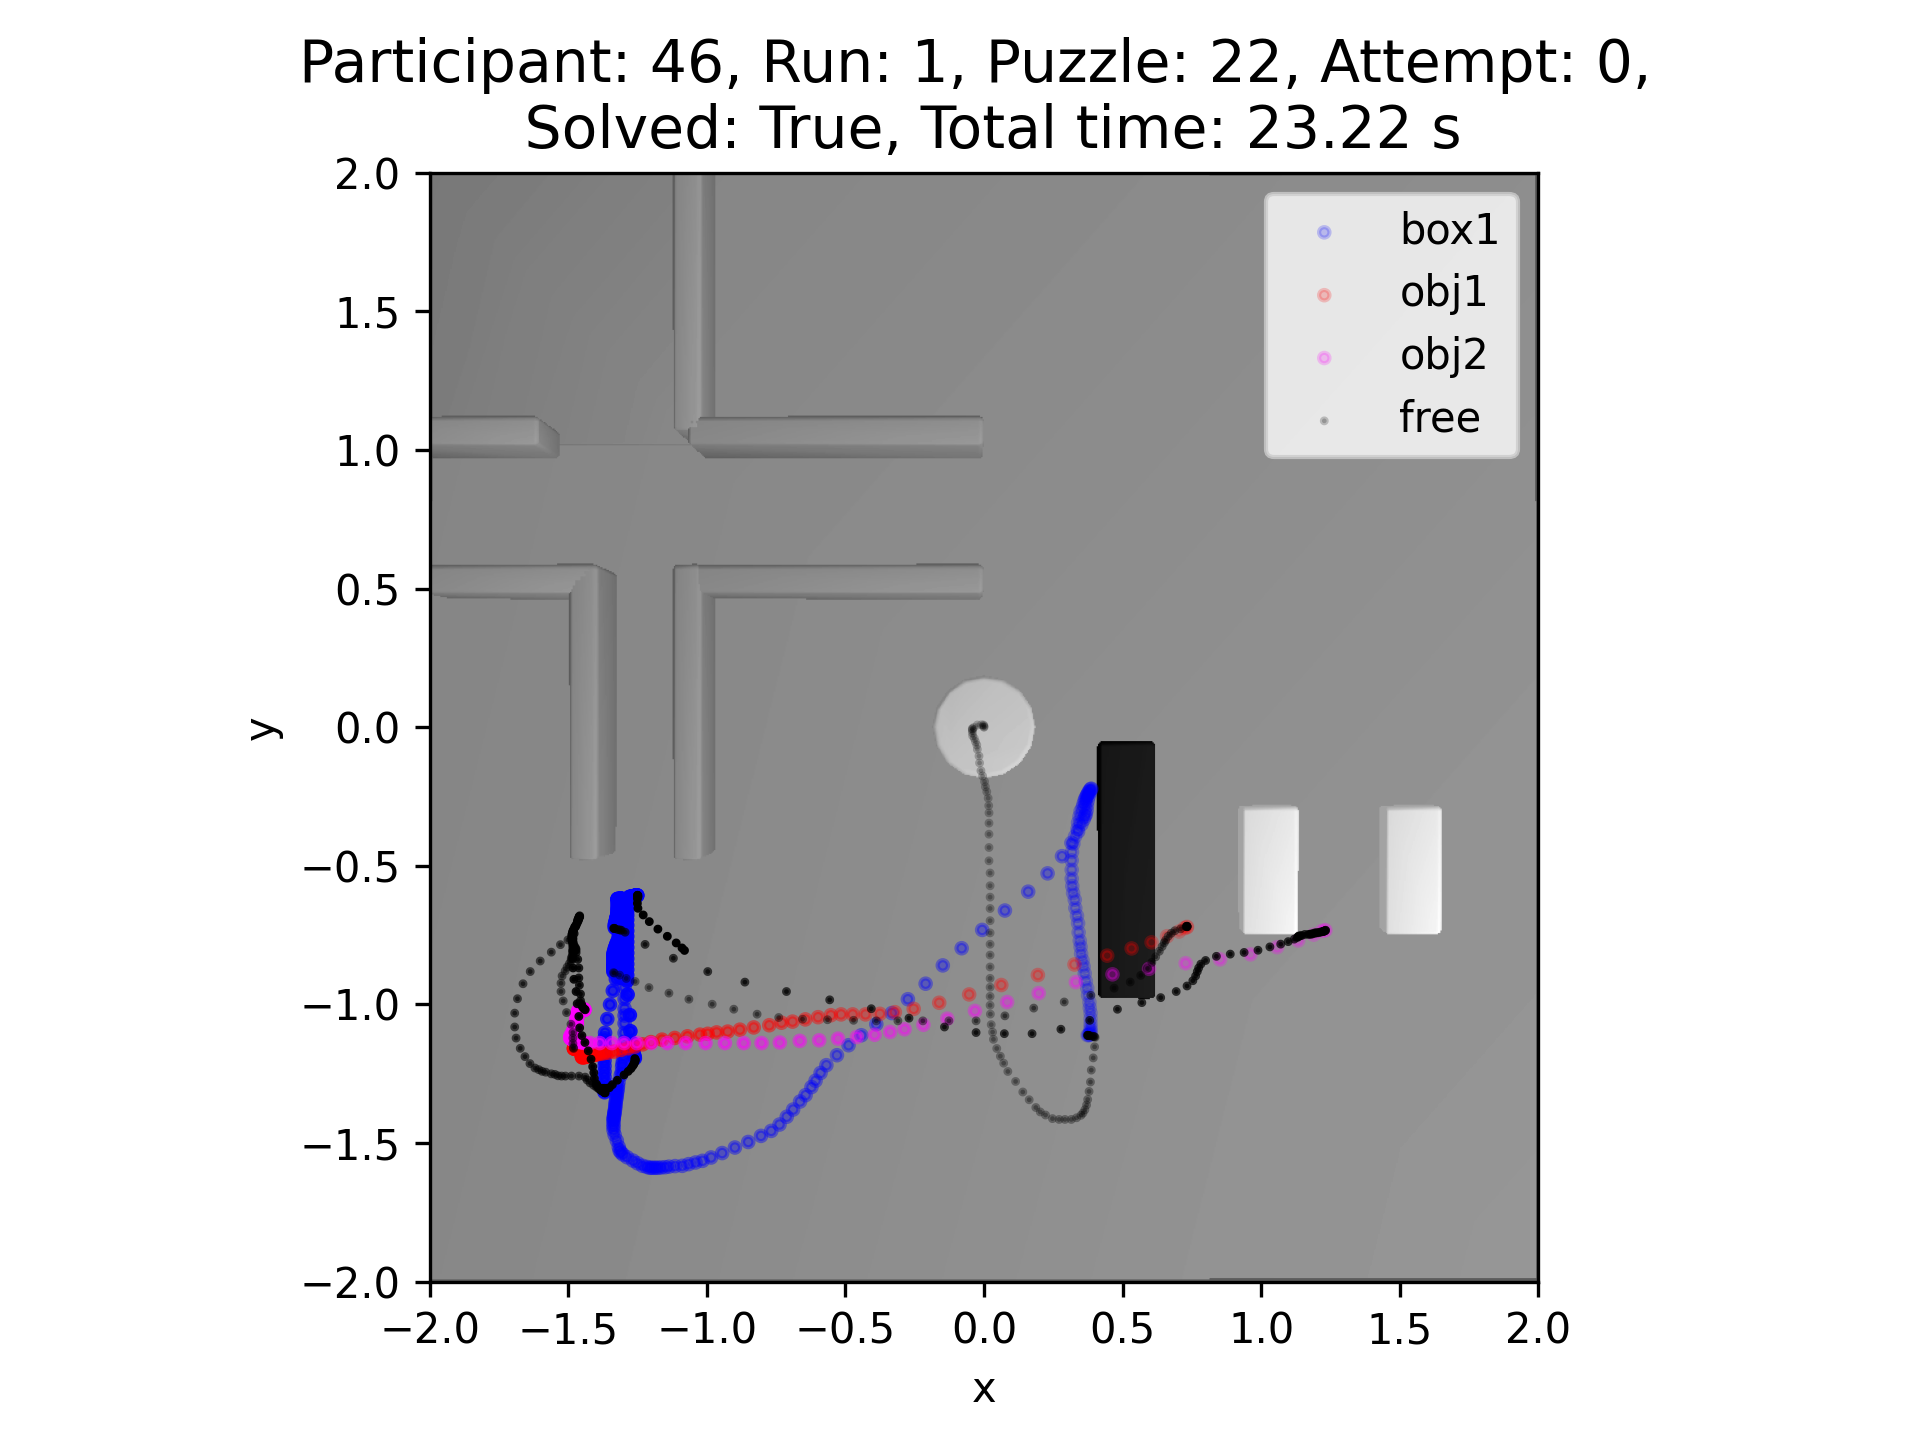 Participant: 46, Run: 1, Puzzle: 22, Attempt: 0,
Solved: True, Total time: 23.22 s
box1
obj1
obj2
free
2.0
1.5
1.0
0.5
0.0
−0.5
−1.0
−1.5
−2.0
y
−2.0 −1.5 −1.0 −0.5 0.0 0.5 1.0 1.5 2.0
x